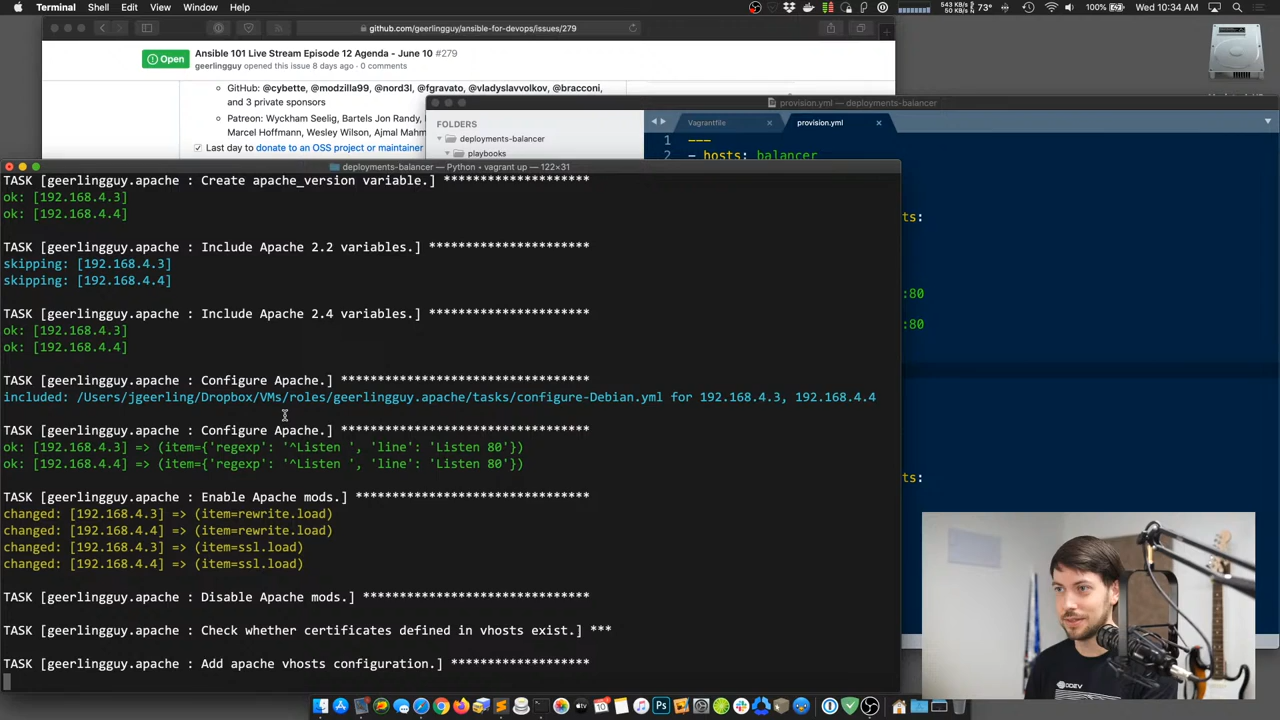 Terminal Shell Edit View Window Help
543 KB/s
0 KB/s
73°
100%
Wed 10:34 AM
github.com/geerlingguy/ansible-for-devops/issues/279
Open
Ansible 101 Live Stream Episode 12 Agenda - June 10 #279
geerlingguy opened this issue 8 days ago · 0 comments
GitHub: @cybette, @modzilla99, @nord3l, @fgravato, @vladyslavvolkov, @bracconi,
and 3 private sponsors
Patreon: Wyckham Seelig, Bartels Jon Randy,
Marcel Hoffmann, Wesley Wilson, Ajmal
Last day to donate to an OSS project or maintainer
provision.yml — deployments-balancer
FOLDERS
deployments-balancer
playbooks
Vagrantfile
provision.yml
1 ---
2 - hosts: balancer
ts:
:80
:80
ts:
deployments-balancer — Python • vagrant up — 122×31
TASK [geerlingguy.apache : Create apache_version variable.] ********************
ok: [192.168.4.3]
ok: [192.168.4.4]
TASK [geerlingguy.apache : Include Apache 2.2 variables.] **********************
skipping: [192.168.4.3]
skipping: [192.168.4.4]
TASK [geerlingguy.apache : Include Apache 2.4 variables.] **********************
ok: [192.168.4.3]
ok: [192.168.4.4]
TASK [geerlingguy.apache : Configure Apache.] **********************************
included: /Users/jgeerling/Dropbox/VMs/roles/geerlingguy.apache/tasks/configure-Debian.yml for 192.168.4.3, 192.168.4.4
TASK [geerlingguy.apache : Configure Apache.] **********************************
ok: [192.168.4.3] => (item={'regexp': '^Listen ', 'line': 'Listen 80'})
ok: [192.168.4.4] => (item={'regexp': '^Listen ', 'line': 'Listen 80'})
TASK [geerlingguy.apache : Enable Apache mods.] ********************************
changed: [192.168.4.3] => (item=rewrite.load)
changed: [192.168.4.4] => (item=rewrite.load)
changed: [192.168.4.3] => (item=ssl.load)
changed: [192.168.4.4] => (item=ssl.load)
TASK [geerlingguy.apache : Disable Apache mods.] *******************************
TASK [geerlingguy.apache : Check whether certificates defined in vhosts exist.] ***
TASK [geerlingguy.apache : Add apache vhosts configuration.] *******************